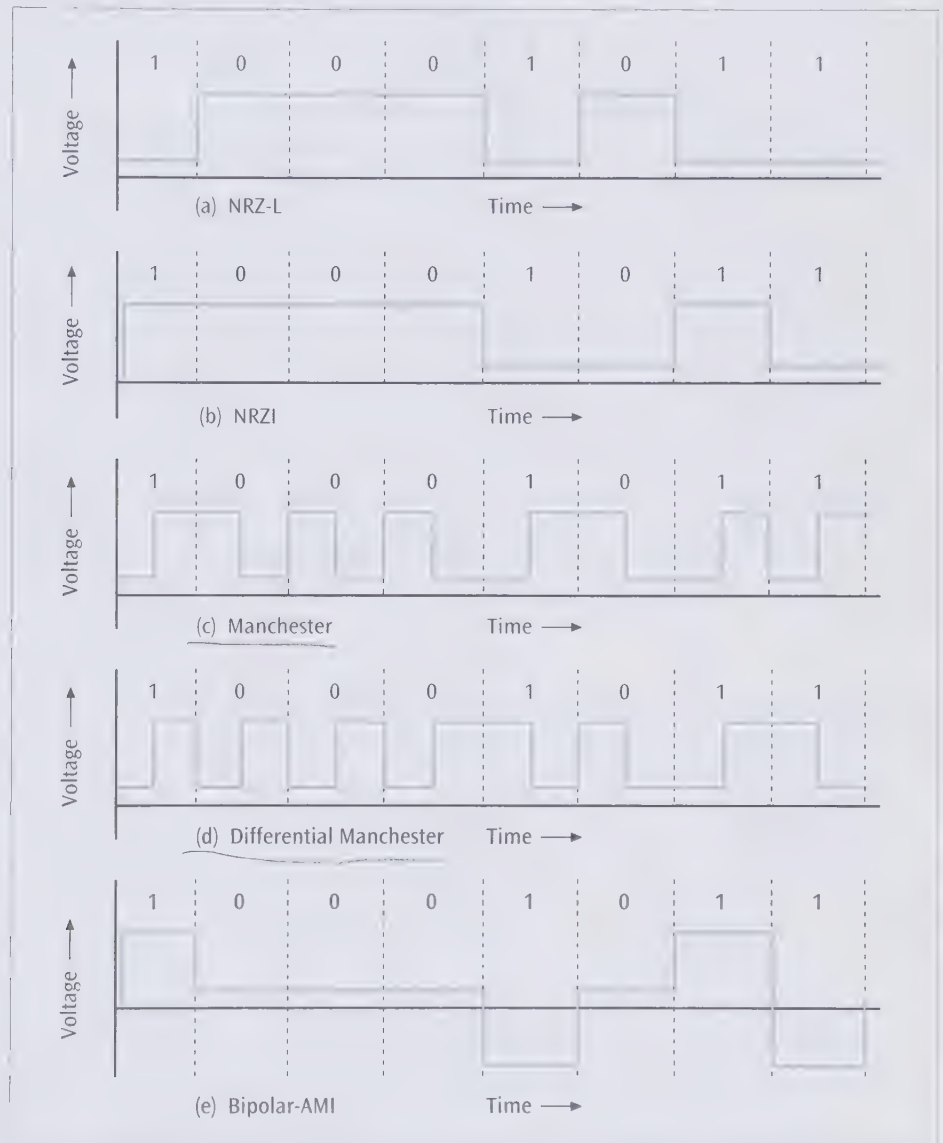 1 0 0 0 1 0 1 1
Voltage
(a) NRZ-L Time
1 0 0 0 1 0 1 1
Voltage
(b) NRZI Time
1 0 0 0 1 0 1 1
Voltage
(c) Manchester Time
1 0 0 0 1 0 1 1
Voltage
(d) Differential Manchester Time
1 0 0 0 1 0 1 1
Voltage
(e) Bipolar-AMI Time